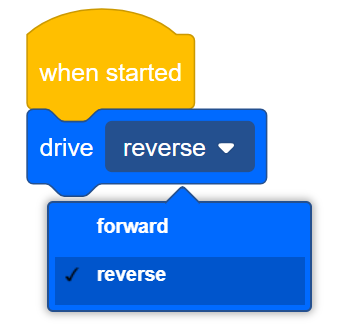 when started
drive reverse
forward
✓ reverse